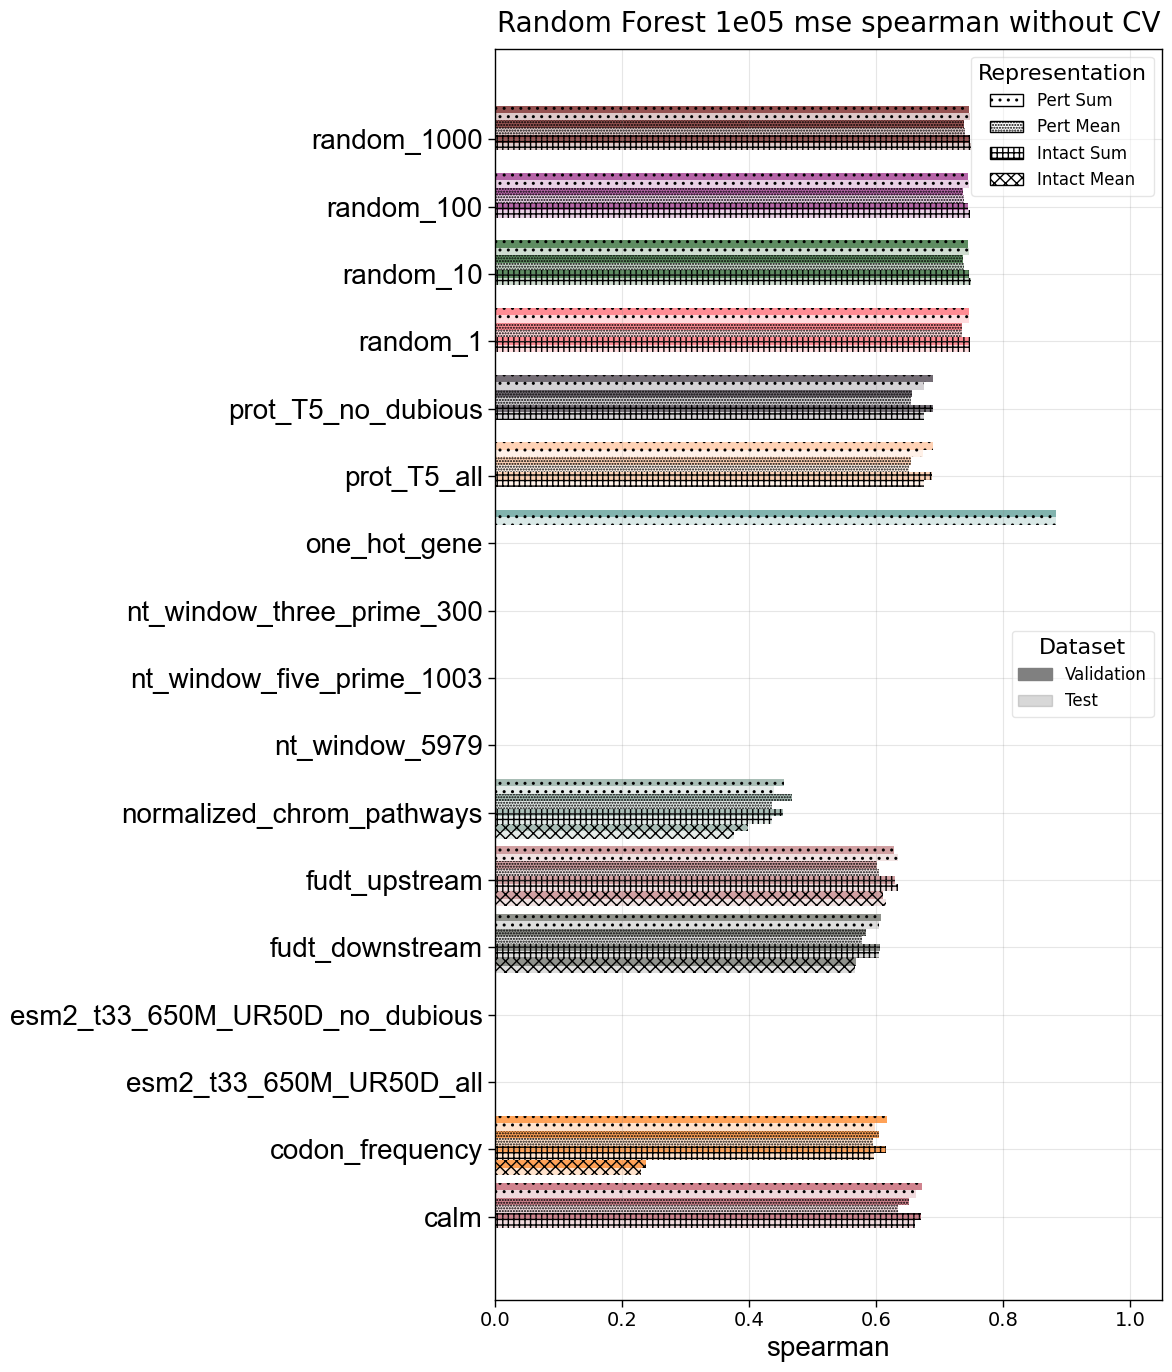 Random Forest 1e05 mse spearman without CV
Representation
Pert Sum
Pert Mean
Intact Sum
Intact Mean
random_1000
random_100
random_10
random_1
prot_T5_no_dubious
prot_T5_all
one_hot_gene
nt_window_three_prime_300
Dataset
Validation
Test
nt_window_five_prime_1003
nt_window_5979
normalized_chrom_pathways
fudt_upstream
fudt_downstream
esm2_t33_650M_UR50D_no_dubious
esm2_t33_650M_UR50D_all
codon_frequency
calm
0.0 0.2 0.4 0.6 0.8 1.0
spearman